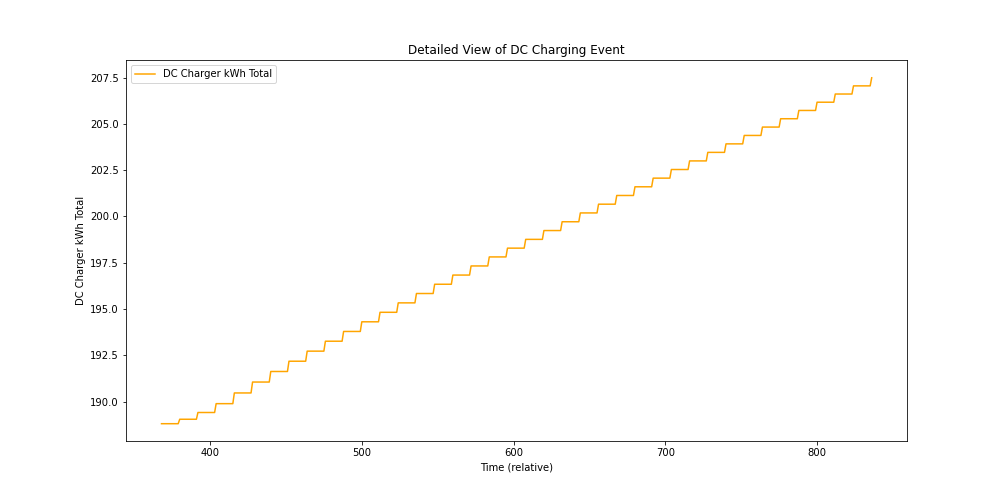 Detailed View of DC Charging Event
DC Charger kWh Total
207.5
205.0
202.5
200.0
197.5
195.0
192.5
190.0
DC Charger kWh Total
400 500 600 700 800
Time (relative)